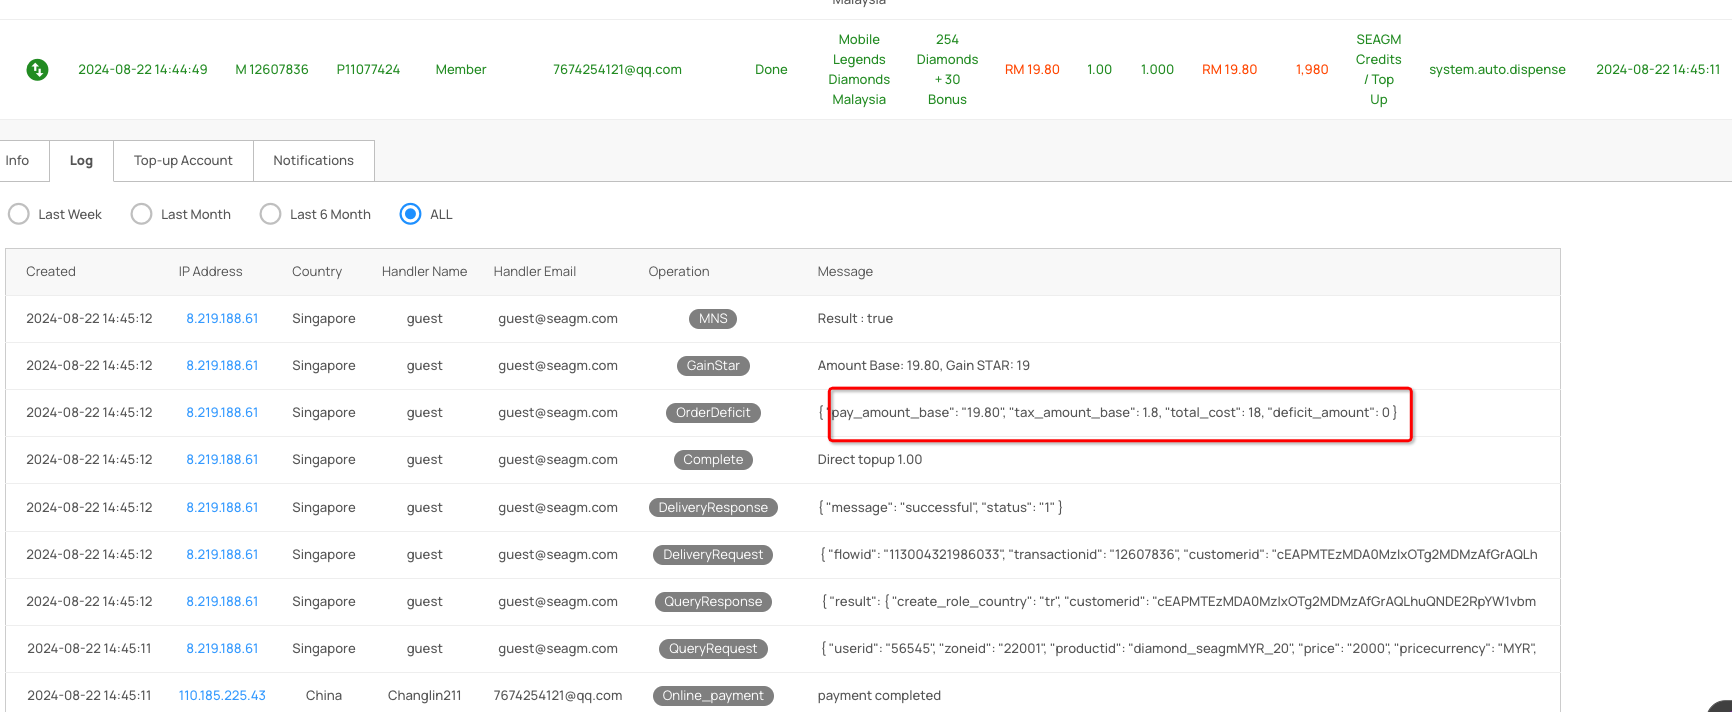 Malaysia
2024-08-22 14:44:49 M 12607836 P11077424 Member 7674254121@qq.com Done Mobile Legends Diamonds Malaysia 254 Diamonds + 30 Bonus RM 19.80 1.00 1.000 RM 19.80 1,980 SEAGM Credits / Top Up system.auto.dispense 2024-08-22 14:45:11
Info Log Top-up Account Notifications
Last Week Last Month Last 6 Month ALL
Created IP Address Country Handler Name Handler Email Operation Message
2024-08-22 14:45:12 8.219.188.61 Singapore guest guest@seagm.com MNS Result : true
2024-08-22 14:45:12 8.219.188.61 Singapore guest guest@seagm.com GainStar Amount Base: 19.80, Gain STAR: 19
2024-08-22 14:45:12 8.219.188.61 Singapore guest guest@seagm.com OrderDeficit { "pay_amount_base": "19.80", "tax_amount_base": 1.8, "total_cost": 18, "deficit_amount": 0 }
2024-08-22 14:45:12 8.219.188.61 Singapore guest guest@seagm.com Complete Direct topup 1.00
2024-08-22 14:45:12 8.219.188.61 Singapore guest guest@seagm.com DeliveryResponse { "message": "successful", "status": "1" }
2024-08-22 14:45:12 8.219.188.61 Singapore guest guest@seagm.com DeliveryRequest { "flowid": "113004321986033", "transactionid": "12607836", "customerid": "cEAPMTEzMDA0MzIxOTg2MDMzAfGrAQLh
2024-08-22 14:45:12 8.219.188.61 Singapore guest guest@seagm.com QueryResponse { "result": { "create_role_country": "tr", "customerid": "cEAPMTEzMDA0MzIxOTg2MDMzAfGrAQLhuQNDE2RpYW1vbm
2024-08-22 14:45:11 8.219.188.61 Singapore guest guest@seagm.com QueryRequest { "userid": "56545", "zoneid": "22001", "productid": "diamond_seagmMYR_20", "price": "2000", "pricecurrency": "MYR",
2024-08-22 14:45:11 110.185.225.43 China Changlin211 7674254121@qq.com Online_payment payment completed